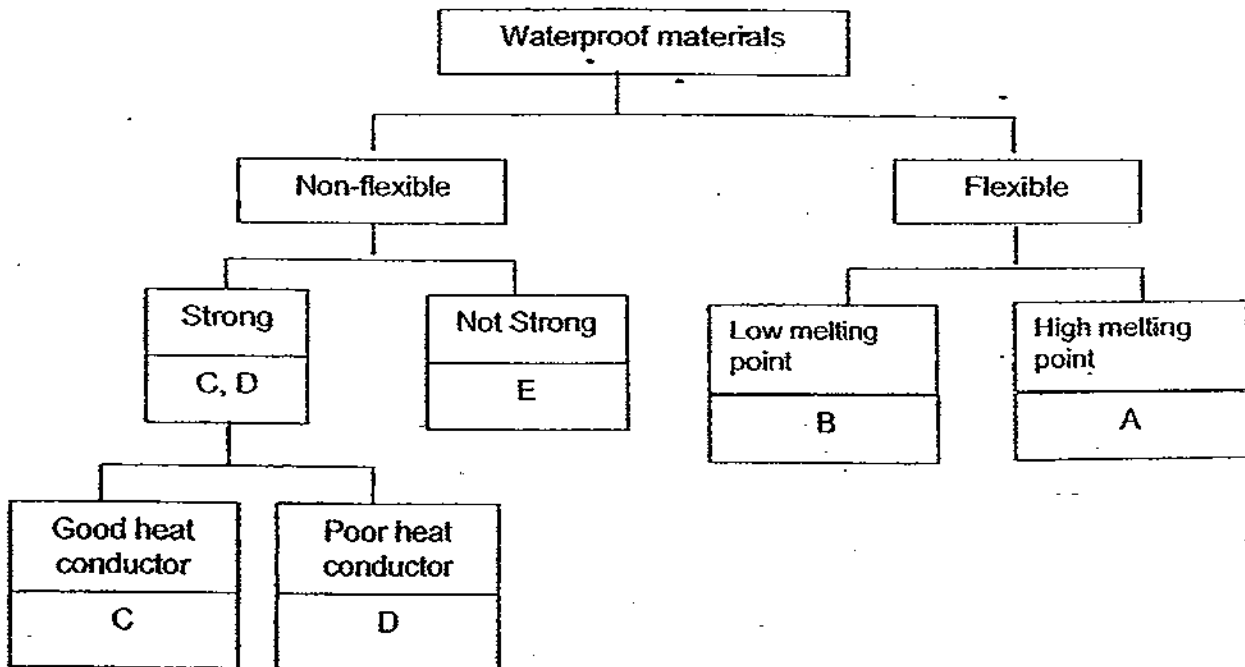 Waterproof materials
Non-flexible
Flexible
Strong
C, D
Not Strong
E
Low melting
point
B
High melting
point
A
Good heat
conductor
C
Poor heat
conductor
D